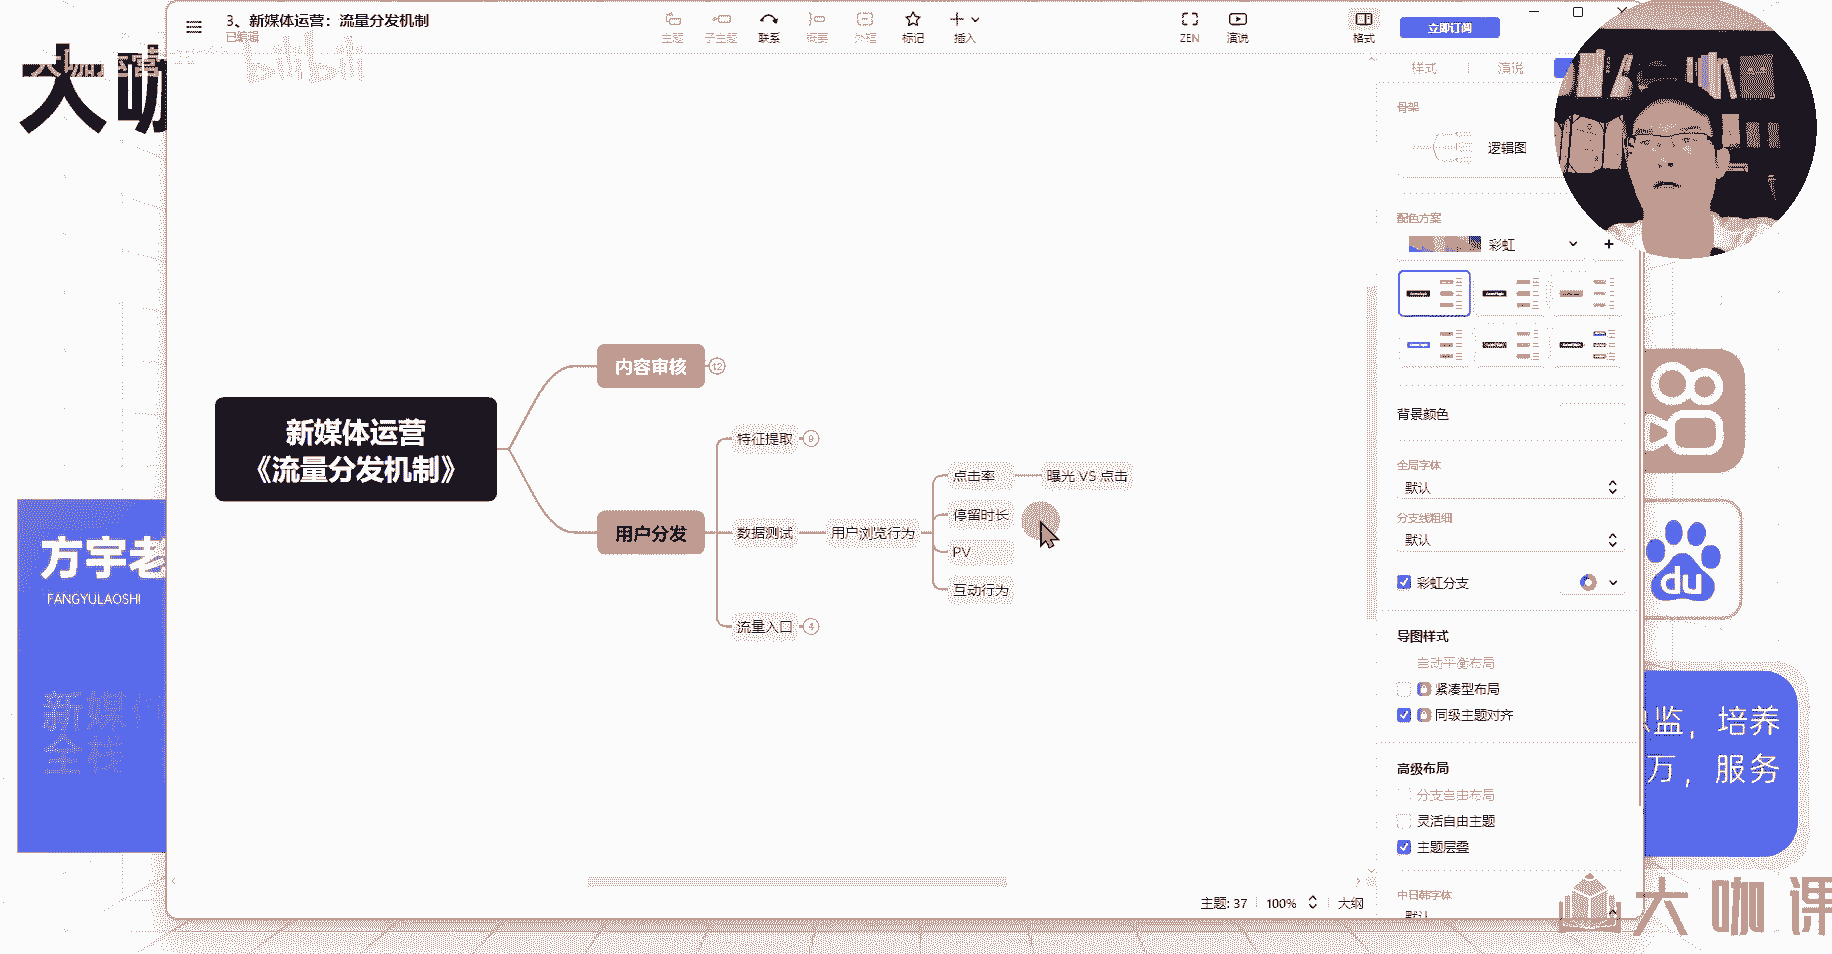 3、新媒体运营：流量分发机制
已编辑
主题
子主题
联系
概要
外框
标记
插入
ZEN
演说
格式
立即订阅
大咖运营
bilibili
大咖
样式
演说
骨架
逻辑图
配色方案
彩虹
背景颜色
全局字体
默认
分支线粗细
默认
彩虹分支
导图样式
自动平衡布局
紧凑型布局
同级主题对齐
高级布局
分支自由布局
灵活自由主题
主题层叠
中日韩字体
默认
新媒体运营
《流量分发机制》
内容审核
12
用户分发
特征提取
9
数据测试
用户浏览行为
点击率
曝光 VS 点击
停留时长
PV
互动行为
流量入口
4
主题: 37
100%
大纲
方宇老
FANGYULAOSHI
新媒体
全栈
du
监，培养
万，服务
大咖课